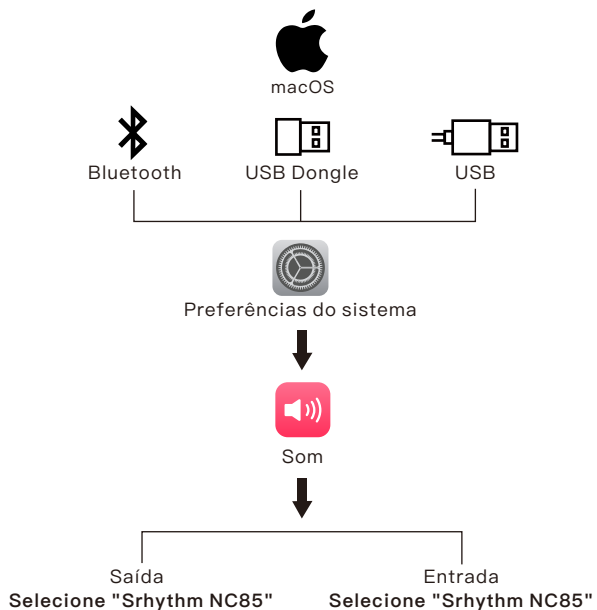 macOS
Bluetooth USB Dongle USB
Preferências do sistema
Som
Saída Entrada
Selecione "Srhythm NC85" Selecione "Srhythm NC85"